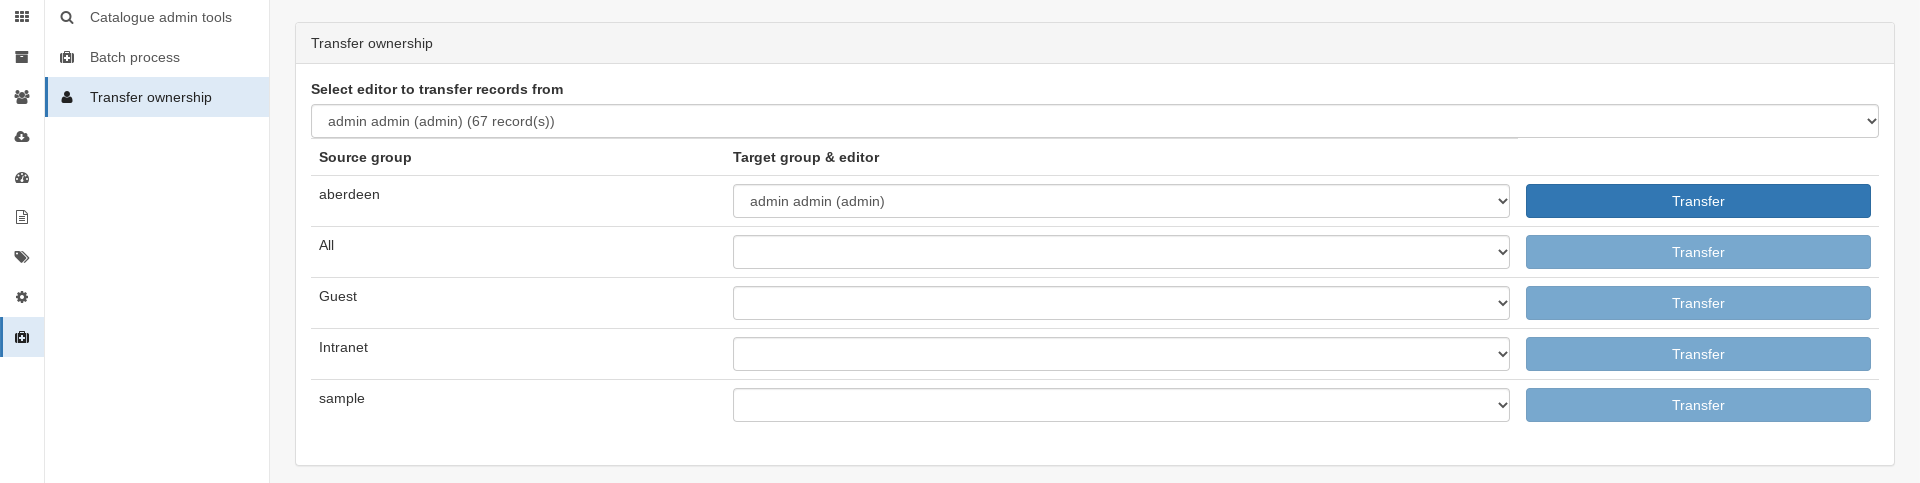 Catalogue admin tools
Batch process
Transfer ownership
Transfer ownership
Select editor to transfer records from
admin admin (admin) (67 record(s))
Source group Target group & editor
aberdeen admin admin (admin) Transfer
All Transfer
Guest Transfer
Intranet Transfer
sample Transfer